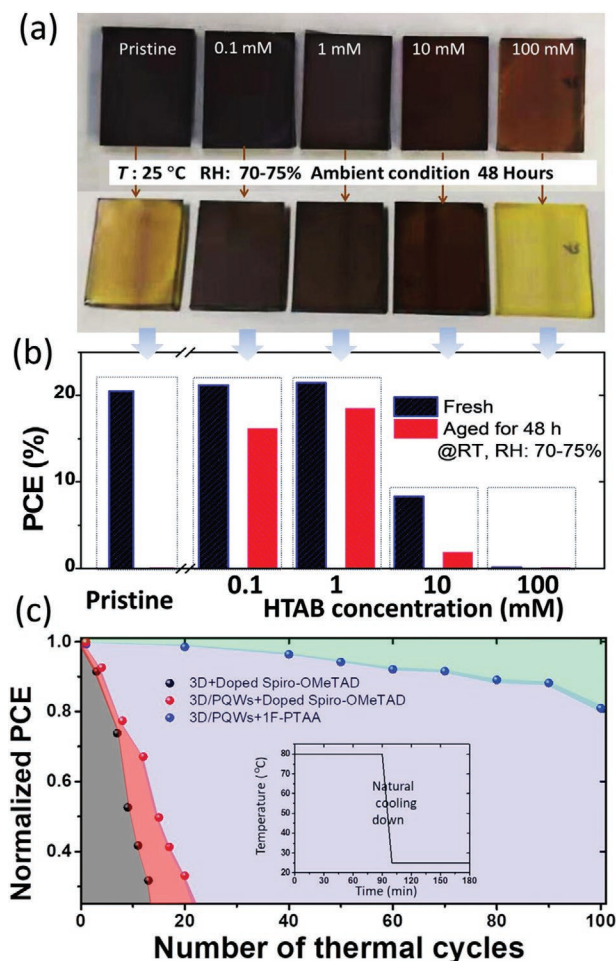 (a)
Pristine 0.1 mM 1 mM 10 mM 100 mM
T : 25 °C RH: 70-75% Ambient condition 48 Hours
(b)
20
10
0
PCE (%)
Fresh
Aged for 48 h
@RT, RH: 70-75%
Pristine 0.1 1 10 100
HTAB concentration (mM)
(c)
1.0
0.8
0.6
0.4
Normalized PCE
3D+Doped Spiro-OMeTAD
3D/PQWs+Doped Spiro-OMeTAD
3D/PQWs+1F-PTAA
Temperature (°C)
80
70
60
50
40
30
20
Natural
cooling
down
0 30 60 90 120 150 180
Time (min)
0 20 40 60 80 100
Number of thermal cycles